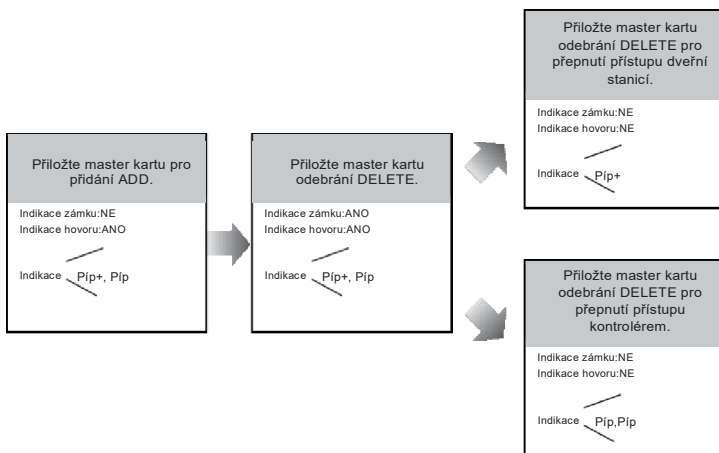 Přiložte master kartu pro
přidání ADD.
Indikace zámku:NE
Indikace hovoru:ANO
Indikace
Píp+, Píp
Přiložte master kartu
odebrání DELETE.
Indikace zámku:ANO
Indikace hovoru:ANO
Indikace
Píp+, Píp
Přiložte master kartu
odebrání DELETE pro
přepnutí přístupu dveřní
stanicí.
Indikace zámku:NE
Indikace hovoru:NE
Indikace
Píp+
Přiložte master kartu
odebrání DELETE pro
přepnutí přístupu
kontrolérem.
Indikace zámku:NE
Indikace hovoru:NE
Indikace
Píp,Píp